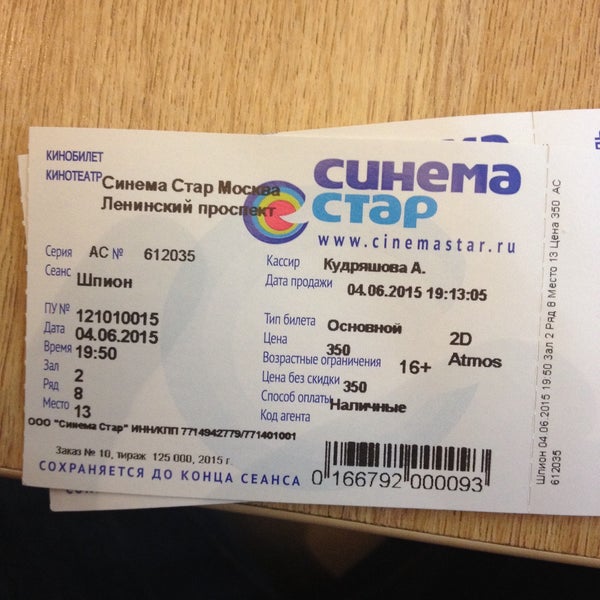 КИНОБИЛЕТ
КИНОТЕАТР Синема Стар Москва
Ленинский проспект
СИНЕМА
СТАР
www.cinemastar.ru
Серия АС № 612035
Сеанс Шпион
Кассир Кудряшова А.
Дата продажи 04.06.2015 19:13:05
ПУ № 121010015
Дата 04.06.2015
Время 19:50
Зал 2
Ряд 8
Место 13
Тип билета Основной 2D
Цена 350 Atmos
Возрастные ограничения 16+
Цена без скидки 350
Способ оплаты Наличные
Код агента
ООО "Синема Стар" ИНН/КПП 7714942779/771401001
Заказ № 10, тираж 125 000, 2015 г.
СОХРАНЯЕТСЯ ДО КОНЦА СЕАНСА
0 166792 000093
Шпион 04.06.2015 19:50 Зал 2 Ряд 8 Место 13 Цена 350 АС
612035